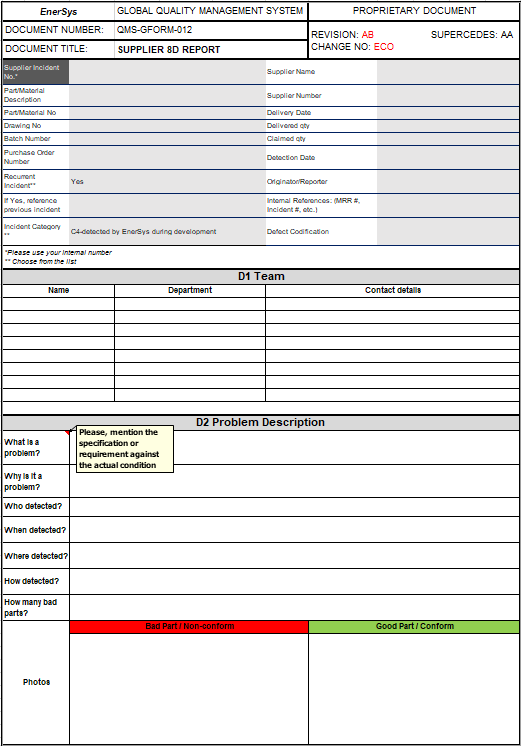 EnerSys
GLOBAL QUALITY MANAGEMENT SYSTEM
PROPRIETARY DOCUMENT
DOCUMENT NUMBER:
QMS-GFORM-012
REVISION: AB
SUPERCEDES: AA
CHANGE NO: ECO
DOCUMENT TITLE:
SUPPLIER 8D REPORT
Supplier Incident
No.*
Supplier Name
Part/Material
Description
Supplier Number
Part/Material No
Delivery Date
Drawing No
Delivered qty
Batch Number
Claimed qty
Purchase Order
Number
Detection Date
Recurrent
Incident**
Yes
Originator/Reporter
If Yes, reference
previous incident
Internal References: (MRR #,
Incident #, etc.)
Incident Category
**
C4-detected by EnerSys during development
Defect Codification
*Please use your internal number
** Choose from the list
D1 Team
Name
Department
Contact details
D2 Problem Description
What is a
problem?
Please, mention the
specification or
requirement against
the actual condition
Why is it a
problem?
Who detected?
When detected?
Where detected?
How detected?
How many bad
parts?
Bad Part / Non-conform
Good Part / Conform
Photos